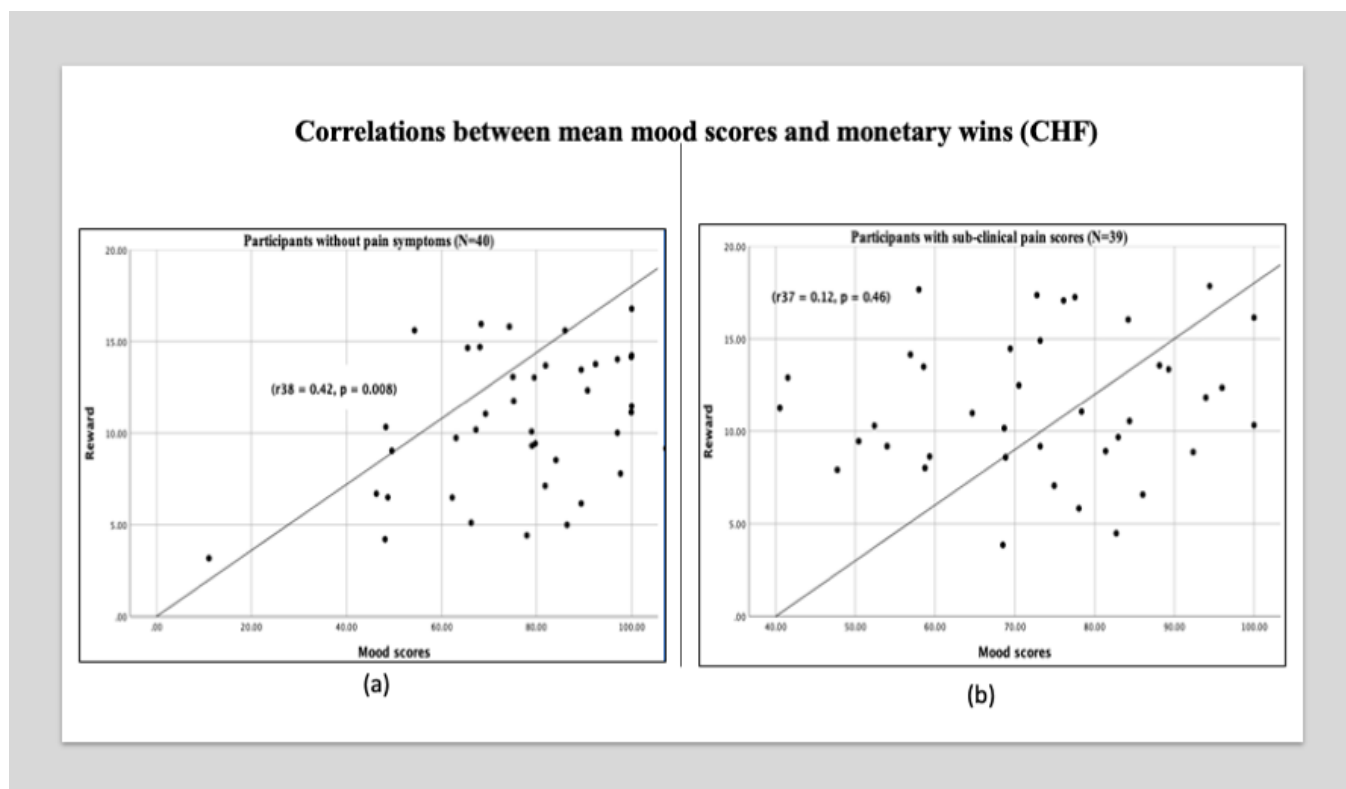 Correlations between mean mood scores and monetary wins (CHF)
Participants without pain symptoms (N=40)
20.00
15.00
(r38 = 0.42, p = 0.008)
10.00
Reward
5.00
.00
.00 20.00 40.00 60.00 80.00 100.00
Mood scores
(a)
Participants with sub-clinical pain scores (N=39)
20.00
(r37 = 0.12, p = 0.46)
15.00
10.00
Reward
5.00
.00
40.00 50.00 60.00 70.00 80.00 90.00 100.00
Mood scores
(b)